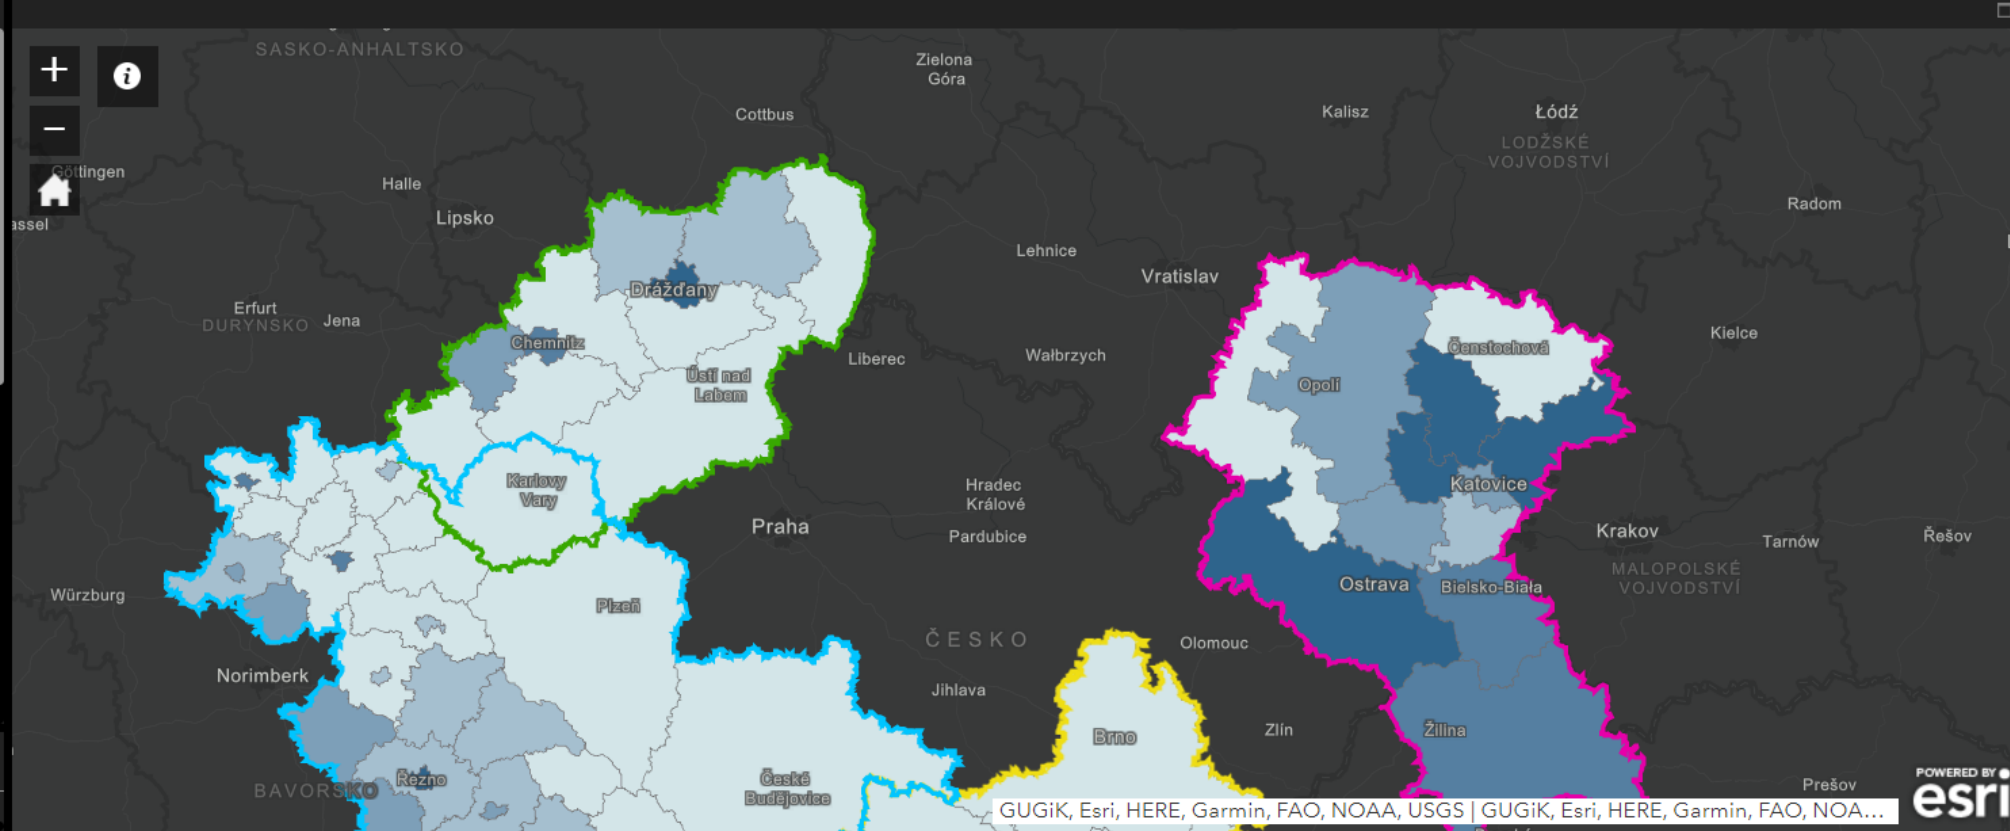 SASKO-ANHALTSKO
Zielona
Góra
Cottbus
Kalisz
Łódź
LODŽSKÉ
VOJVODSTVÍ
Göttingen
Halle
Lipsko
Radom
assel
Lehnice
Vratislav
Drážďany
Erfurt
DURYNSKO
Jena
Chemnitz
Kielce
Čenstochová
Liberec
Wałbrzych
Ústí nad
Labem
Opolí
Karlovy
Vary
Hradec
Králové
Katovice
Praha
Pardubice
Krakov
Tarnów
Řešov
MALOPOLSKÉ
VOJVODSTVÍ
Würzburg
Plzeň
Ostrava
Bielsko-Biała
ČESKO
Olomouc
Norimberk
Jihlava
Brno
Zlín
Žilina
Řezno
BAVORSKO
České
Budějovice
Prešov
POWERED BY
esri
GUGiK, Esri, HERE, Garmin, FAO, NOAA, USGS | GUGiK, Esri, HERE, Garmin, FAO, NOA...